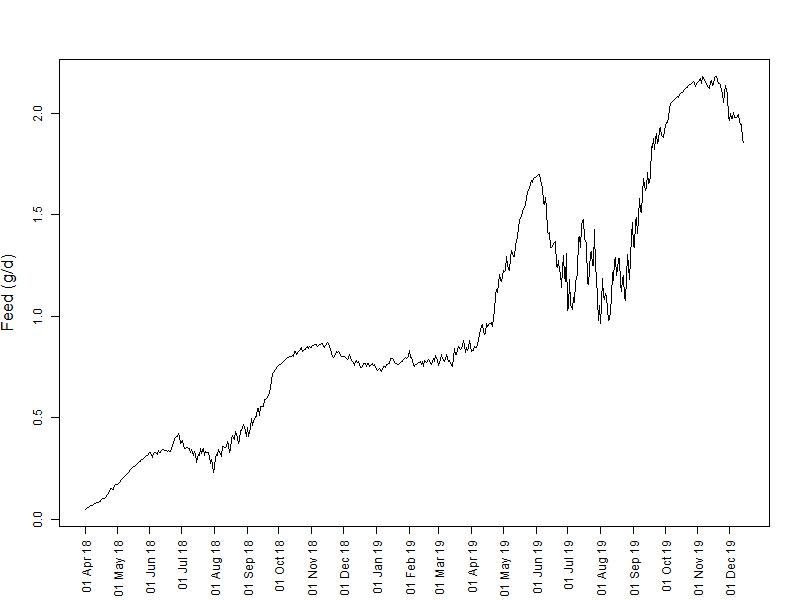 Feed (g/d)
2.0
1.5
1.0
0.5
0.0
01 Apr 18
01 May 18
01 Jun 18
01 Jul 18
01 Aug 18
01 Sep 18
01 Oct 18
01 Nov 18
01 Dec 18
01 Jan 19
01 Feb 19
01 Mar 19
01 Apr 19
01 May 19
01 Jun 19
01 Jul 19
01 Aug 19
01 Sep 19
01 Oct 19
01 Nov 19
01 Dec 19